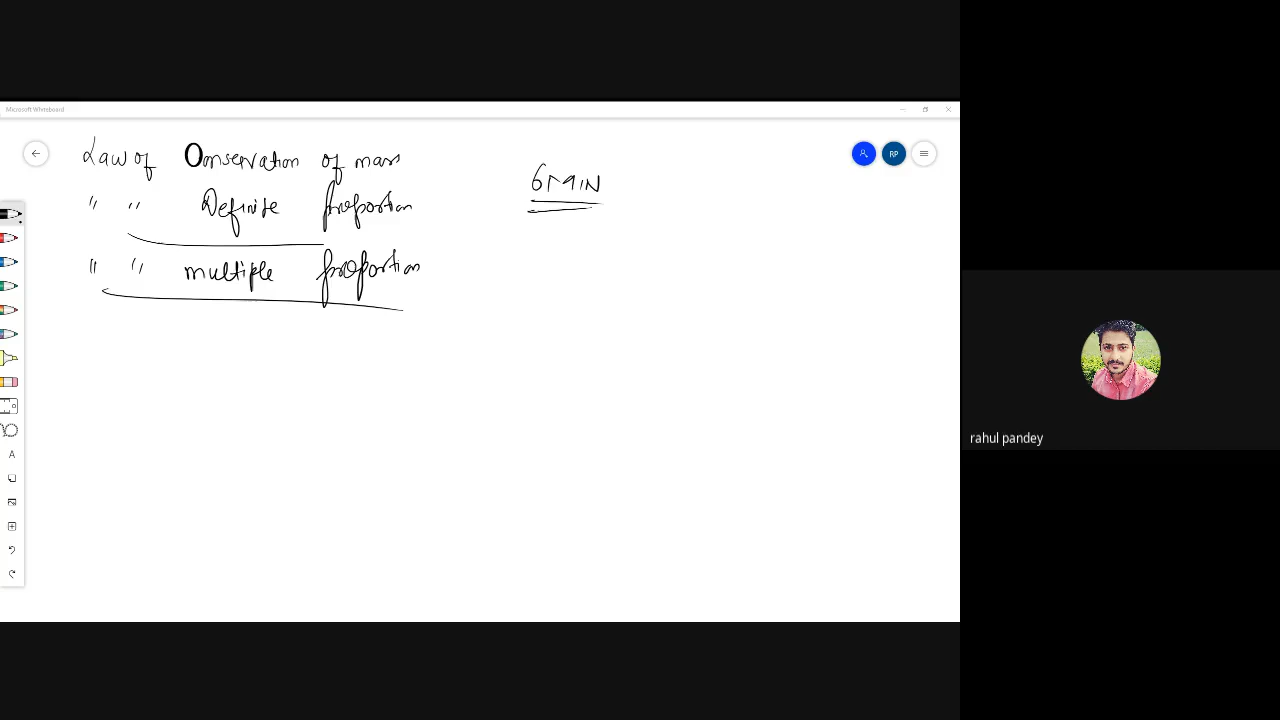 Microsoft Whiteboard
Law of Conservation of mass
" " Definite proportion
" " multiple proportion
GrAIN
RP
A
rahul pandey